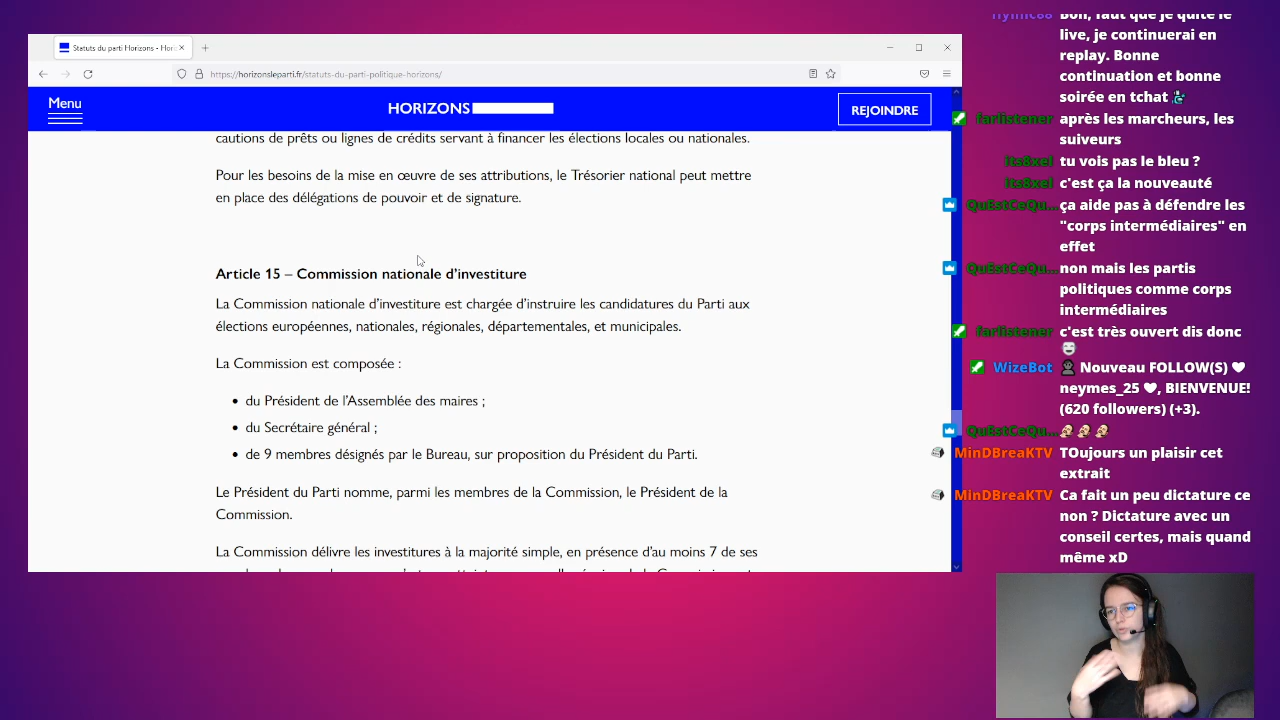 Statuts du parti Horizons - Hori
https://horizonsleparti.fr/statuts-du-parti-politique-horizons/
Menu
HORIZONS
REJOINDRE
cautions de prêts ou lignes de crédits servant à financer les élections locales ou nationales.
Pour les besoins de la mise en œuvre de ses attributions, le Trésorier national peut mettre
en place des délégations de pouvoir et de signature.
Article 15 – Commission nationale d’investiture
La Commission nationale d’investiture est chargée d’instruire les candidatures du Parti aux
élections européennes, nationales, régionales, départementales, et municipales.
La Commission est composée :
• du Président de l’Assemblée des maires ;
• du Secrétaire général ;
• de 9 membres désignés par le Bureau, sur proposition du Président du Parti.
Le Président du Parti nomme, parmi les membres de la Commission, le Président de la
Commission.
La Commission délivre les investitures à la majorité simple, en présence d’au moins 7 de ses
Bon, faut que je quite le
live, je continuerai en
replay. Bonne
continuation et bonne
soirée en tchat
farlistener après les marcheurs, les
suiveurs
its8xel tu vois pas le bleu ?
its8xel c'est ça la nouveauté
QuEstCeQu... ça aide pas à défendre les
"corps intermédiaires" en
effet
QuEstCeQu... non mais les partis
politiques comme corps
intermédiaires
farlistener c'est très ouvert dis donc
WizeBot Nouveau FOLLOW(S) ♥
neymes_25 ♥, BIENVENUE!
(620 followers) (+3).
QuEstCeQu...
MinDBreaKTV TOujours un plaisir cet
extrait
MinDBreaKTV Ca fait un peu dictature ce
non ? Dictature avec un
conseil certes, mais quand
même xD